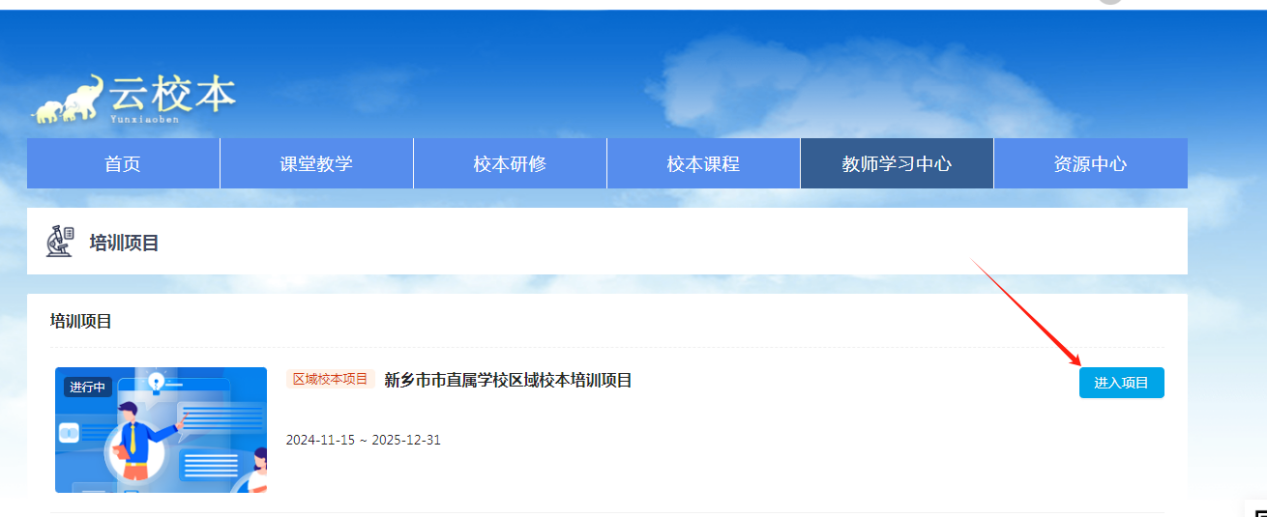 云校本
Yunxiaoben
首页 课堂教学 校本研修 校本课程 教师学习中心 资源中心
培训项目
培训项目
进行中 区域校本项目 新乡市市直属学校区域校本培训项目 进入项目
2024-11-15 ~ 2025-12-31